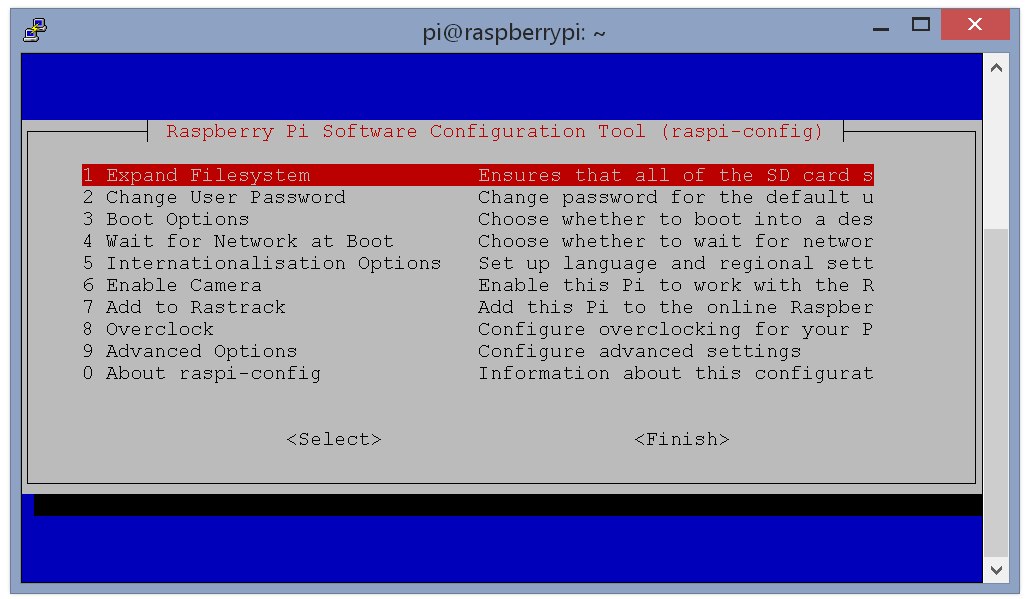 pi@raspberrypi: ~
Raspberry Pi Software Configuration Tool (raspi-config)
1 Expand Filesystem Ensures that all of the SD card s
2 Change User Password Change password for the default u
3 Boot Options Choose whether to boot into a des
4 Wait for Network at Boot Choose whether to wait for networ
5 Internationalisation Options Set up language and regional sett
6 Enable Camera Enable this Pi to work with the R
7 Add to Rastrack Add this Pi to the online Raspber
8 Overclock Configure overclocking for your P
9 Advanced Options Configure advanced settings
0 About raspi-config Information about this configurat
<Select> <Finish>